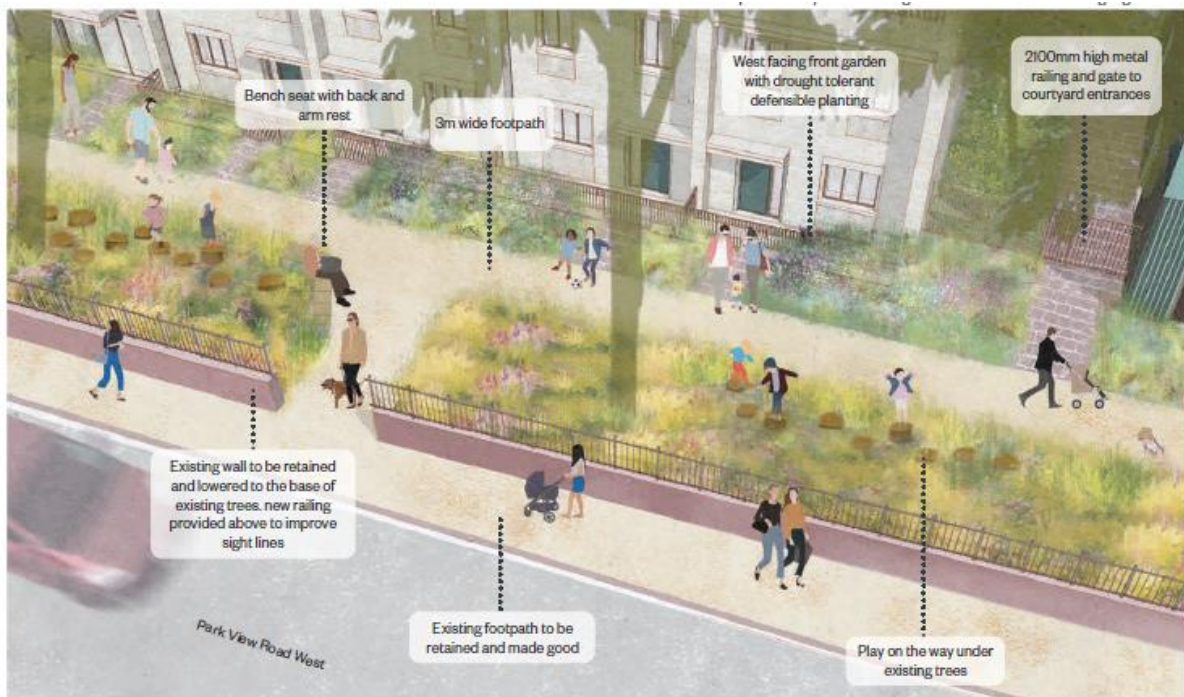 Bench seat with back and
arm rest
3m wide footpath
West facing front garden
with drought tolerant
defensible planting
2100mm high metal
railing and gate to
courtyard entrances
Existing wall to be retained
and lowered to the base of
existing trees. new railing
provided above to improve
sight lines
Existing footpath to be
retained and made good
Play on the way under
existing trees
Park View Road West